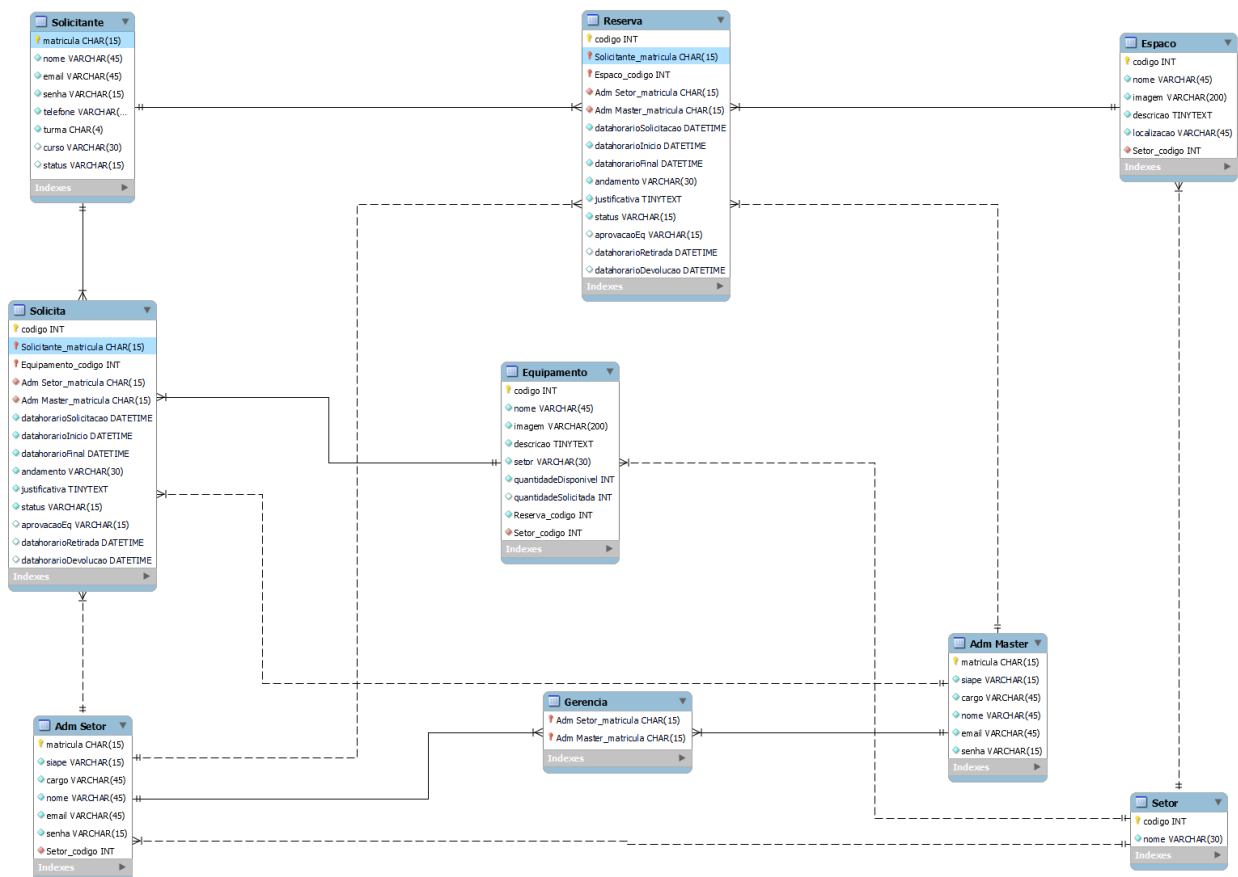 Solicitante
matricula CHAR(15)
nome VARCHAR(45)
email VARCHAR(45)
senha VARCHAR(15)
telefone VARCHAR(...
turma CHAR(4)
curso VARCHAR(30)
status VARCHAR(15)
Indexes
Reserva
codigo INT
Solicitante_matricula CHAR(15)
Espaco_codigo INT
Adm Setor_matricula CHAR(15)
Adm Master_matricula CHAR(15)
datahorarioSolicitacao DATETIME
datahorarioInicio DATETIME
datahorarioFinal DATETIME
andamento VARCHAR(30)
justificativa TINYTEXT
status VARCHAR(15)
aprovacaoEq VARCHAR(15)
datahorarioRetirada DATETIME
datahorarioDevolucao DATETIME
Indexes
Espaco
codigo INT
nome VARCHAR(45)
imagem VARCHAR(200)
descricao TINYTEXT
localizacao VARCHAR(45)
Setor_codigo INT
Indexes
Solicita
codigo INT
Solicitante_matricula CHAR(15)
Equipamento_codigo INT
Adm Setor_matricula CHAR(15)
Adm Master_matricula CHAR(15)
datahorarioSolicitacao DATETIME
datahorarioInicio DATETIME
datahorarioFinal DATETIME
andamento VARCHAR(30)
justificativa TINYTEXT
status VARCHAR(15)
aprovacaoEq VARCHAR(15)
datahorarioRetirada DATETIME
datahorarioDevolucao DATETIME
Indexes
Equipamento
codigo INT
nome VARCHAR(45)
imagem VARCHAR(200)
descricao TINYTEXT
setor VARCHAR(30)
quantidadeDisponivel INT
quantidadeSolicitada INT
Reserva_codigo INT
Setor_codigo INT
Indexes
Adm Master
matricula CHAR(15)
siape VARCHAR(15)
cargo VARCHAR(45)
nome VARCHAR(45)
email VARCHAR(45)
senha VARCHAR(15)
Indexes
Gerencia
Adm Setor_matricula CHAR(15)
Adm Master_matricula CHAR(15)
Indexes
Adm Setor
matricula CHAR(15)
siape VARCHAR(15)
cargo VARCHAR(45)
nome VARCHAR(45)
email VARCHAR(45)
senha VARCHAR(15)
Setor_codigo INT
Indexes
Setor
codigo INT
nome VARCHAR(30)
Indexes